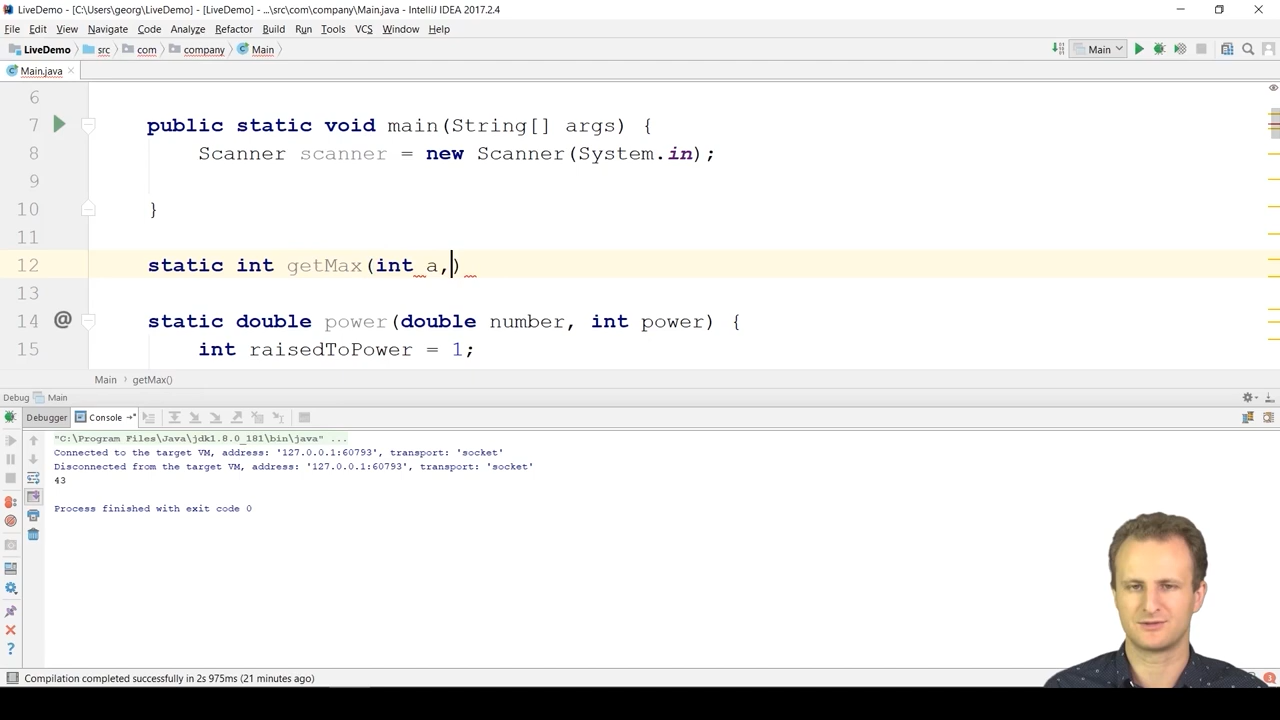 LiveDemo - [C:\Users\georg\LiveDemo] - [LiveDemo] - ...\src\com\company\Main.java - IntelliJ IDEA 2017.2.4
File Edit View Navigate Code Analyze Refactor Build Run Tools VCS Window Help
LiveDemo src com company Main Main
Main.java
6
7 public static void main(String[] args) {
8 Scanner scanner = new Scanner(System.in);
9
10 }
11
12 static int getMax(int a,)
13
14 @ static double power(double number, int power) {
15 int raisedToPower = 1;
Main getMax()
Debug Main
Debugger Console
"C:\Program Files\Java\jdk1.8.0_181\bin\java" ...
Connected to the target VM, address: '127.0.0.1:60793', transport: 'socket'
Disconnected from the target VM, address: '127.0.0.1:60793', transport: 'socket'
43
Process finished with exit code 0
Compilation completed successfully in 2s 975ms (21 minutes ago)